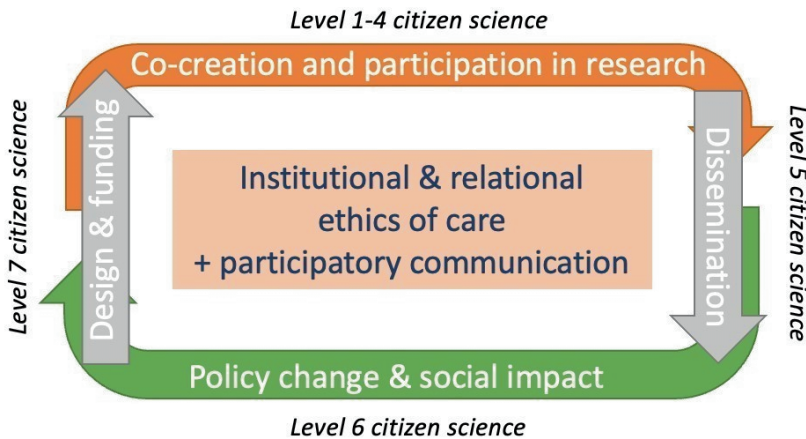 Level 1-4 citizen science
Co-creation and participation in research
Level 7 citizen science
Design & funding
Institutional & relational
ethics of care
+ participatory communication
Dissemination
Level 5 citizen science
Policy change & social impact
Level 6 citizen science